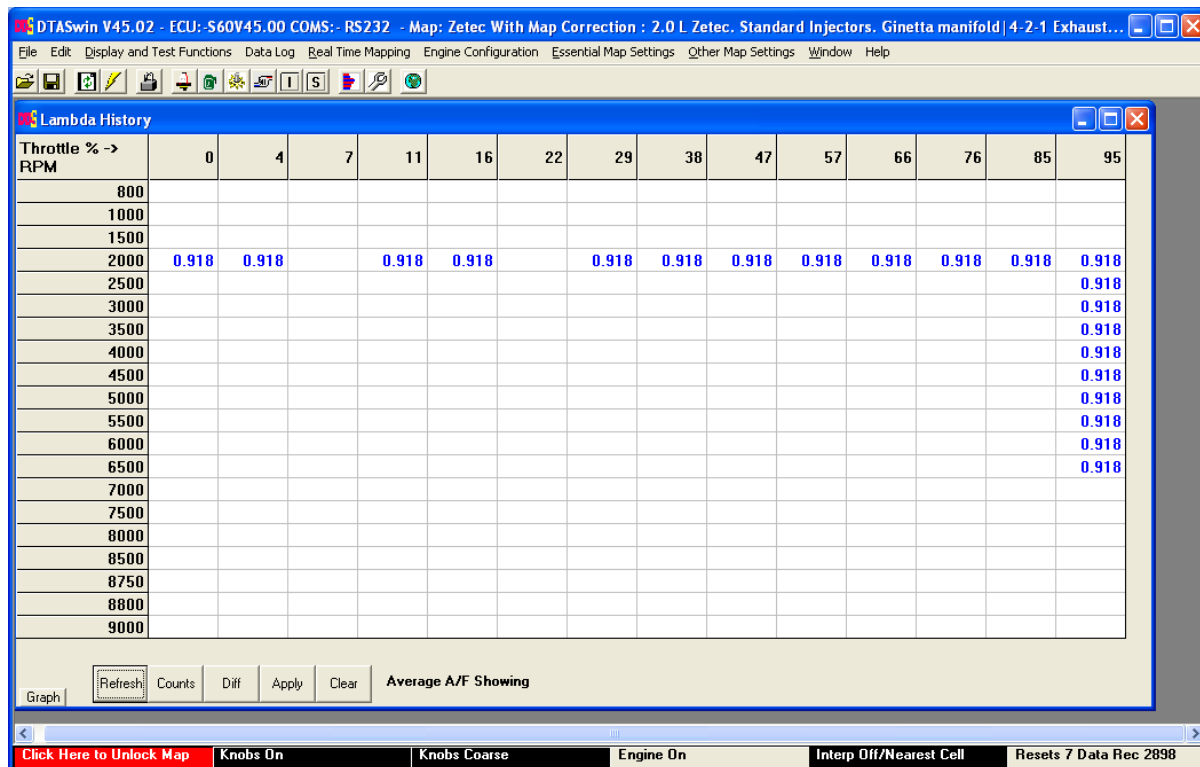 DTASwin V45.02 - ECU:-S60V45.00 COMS:- RS232 - Map: Zetec With Map Correction : 2.0 L Zetec. Standard Injectors. Ginetta manifold|4-2-1 Exhaust...
File Edit Display and Test Functions Data Log Real Time Mapping Engine Configuration Essential Map Settings Other Map Settings Window Help
I S
Lambda History
Throttle % ->
RPM
0 4 7 11 16 22 29 38 47 57 66 76 85 95
800
1000
1500
2000 0.918 0.918 0.918 0.918 0.918 0.918 0.918 0.918 0.918 0.918 0.918 0.918
2500 0.918
3000 0.918
3500 0.918
4000 0.918
4500 0.918
5000 0.918
5500 0.918
6000 0.918
6500 0.918
7000
7500
8000
8500
8750
8800
9000
Refresh Counts Diff Apply Clear Average A/F Showing
Graph
Click Here to Unlock Map Knobs On Knobs Coarse Engine On Interp Off/Nearest Cell Resets 7 Data Rec 2898